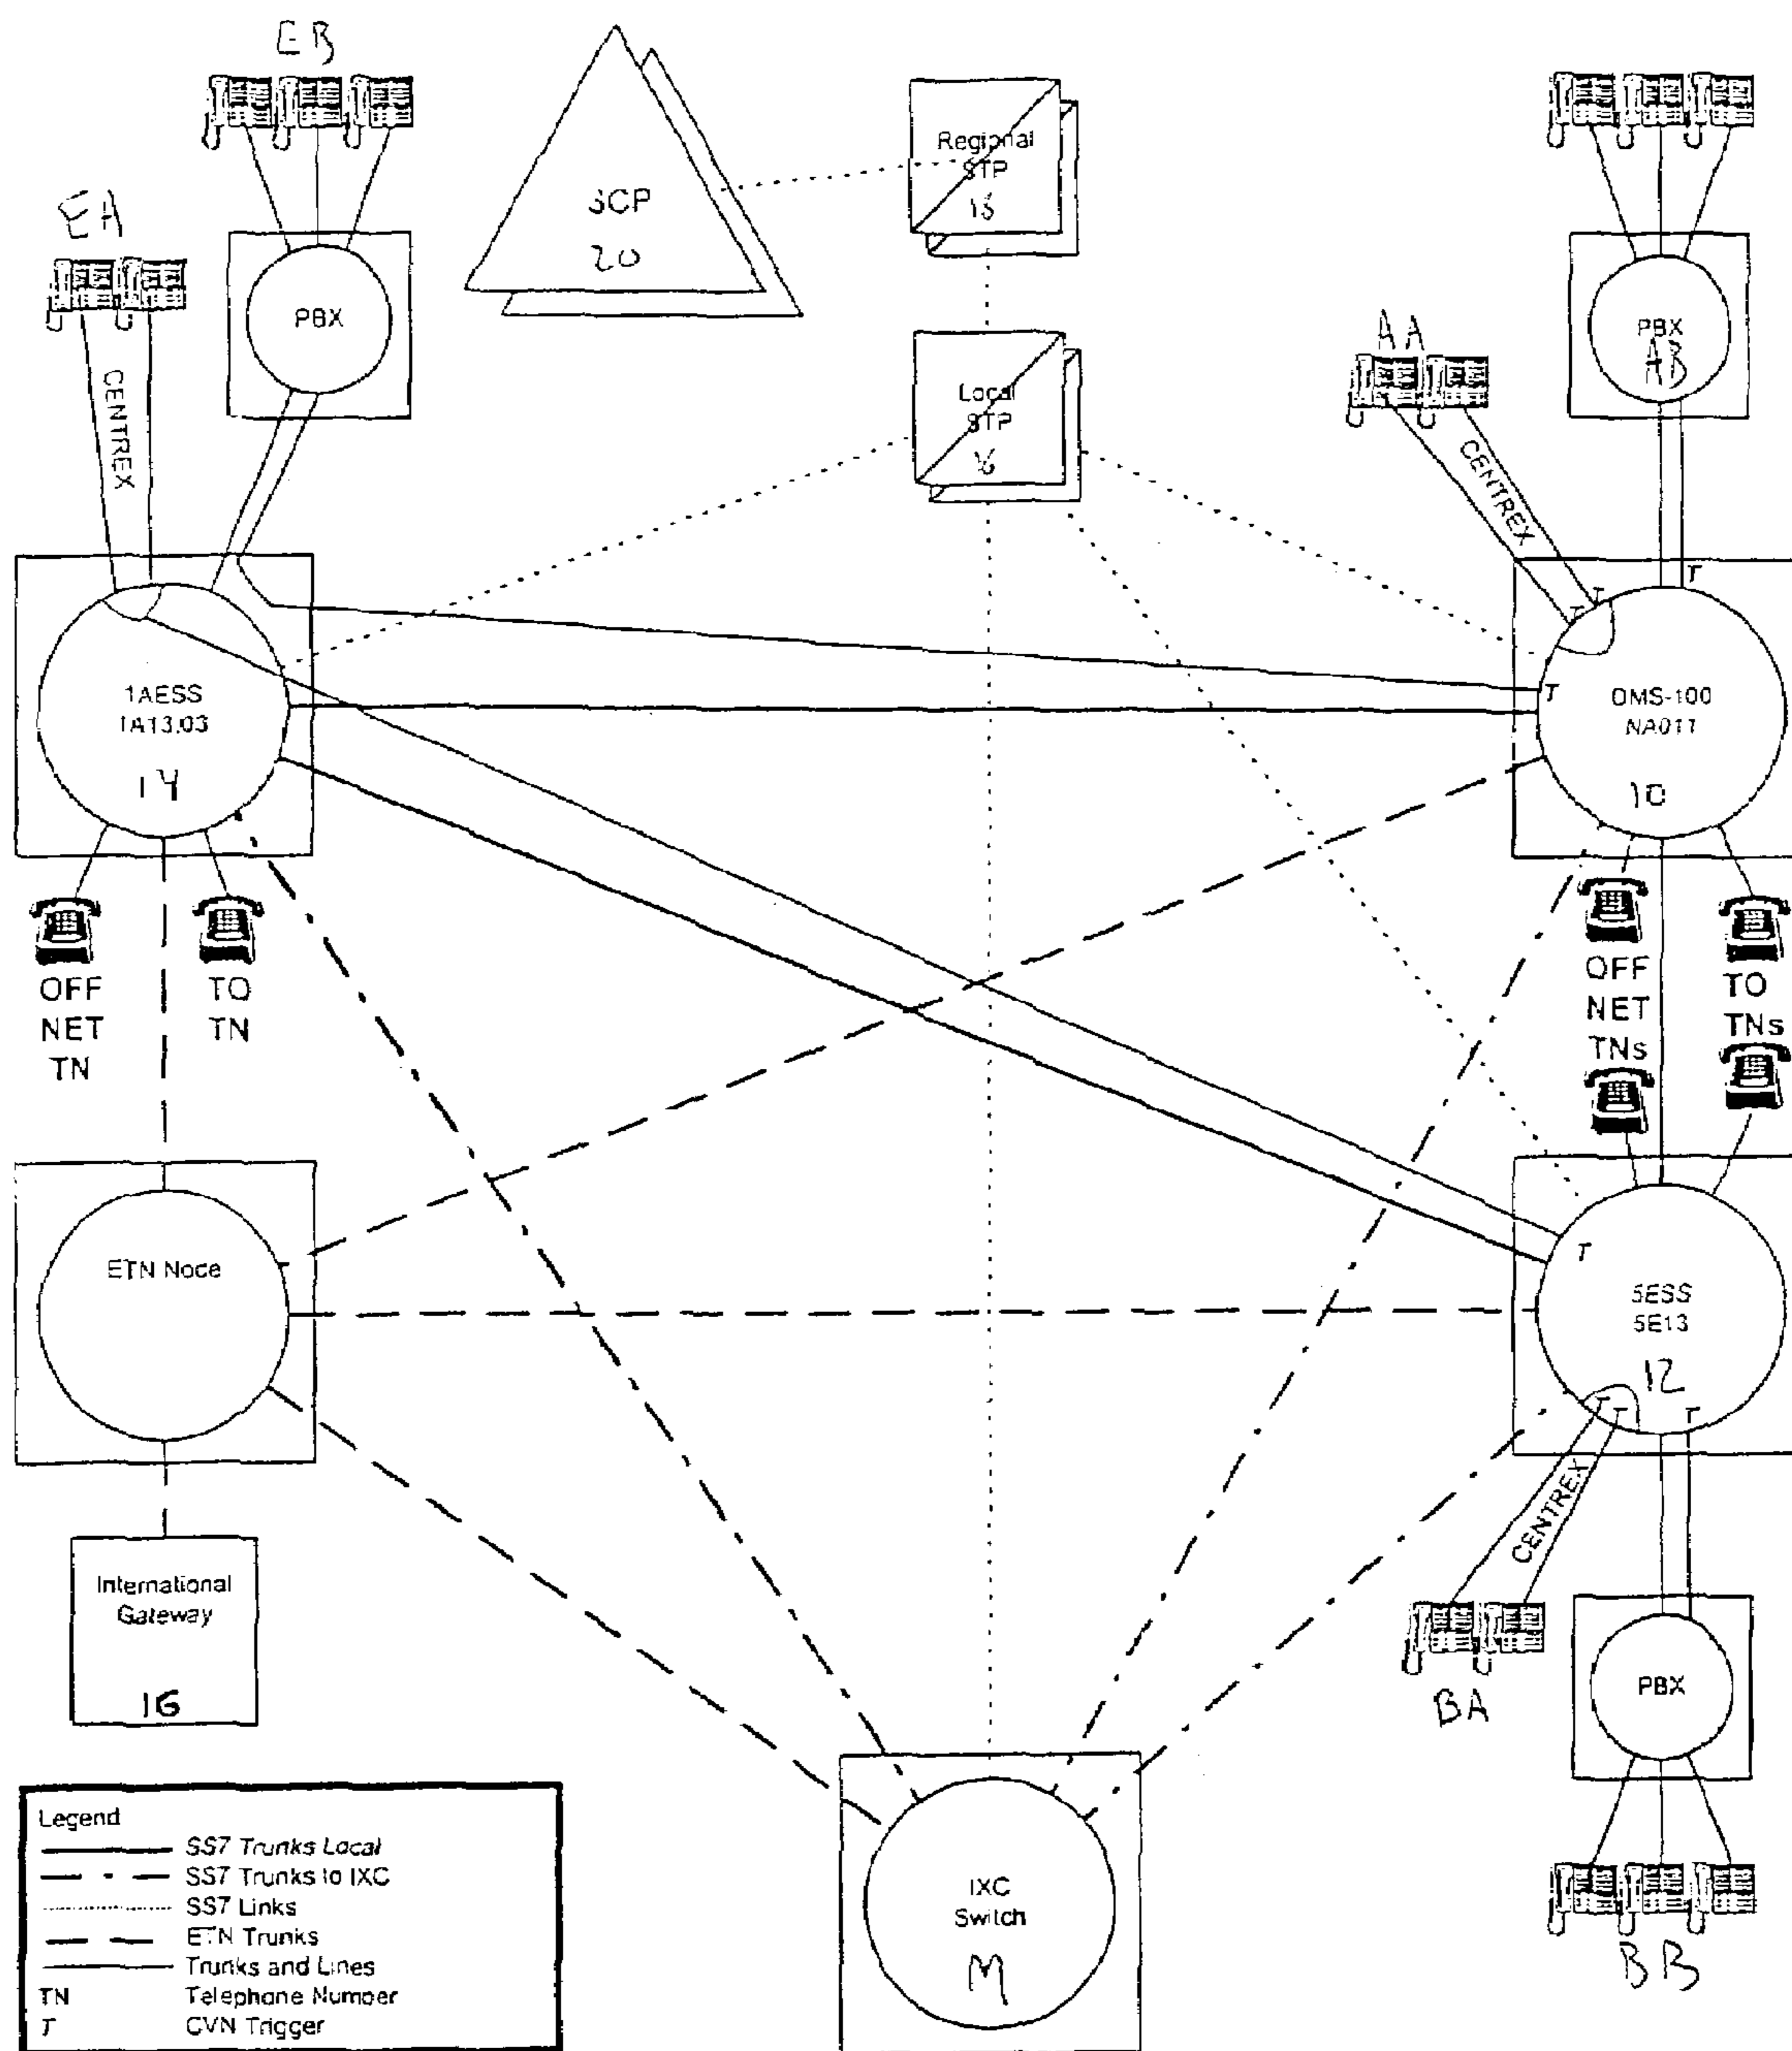 EB
EA
PBX
CENTREX
SCP
20
Regional
STP
18
Local
STP
16
AA
CENTREX
PBX
AB
T
T
T
1AESS
1A13.03
14
T
DMS-100
NA011
10
OFF
NET
TN
TO
TN
OFF
NET
TNs
TO
TNs
ETN Node
T
5ESS
5E13
12
T
T
T
CENTREX
BA
PBX
BB
International
Gateway
16
IXC
Switch
M
Legend
SS7 Trunks Local
SS7 Trunks to IXC
SS7 Links
ETN Trunks
Trunks and Lines
TN Telephone Number
T CVN Trigger